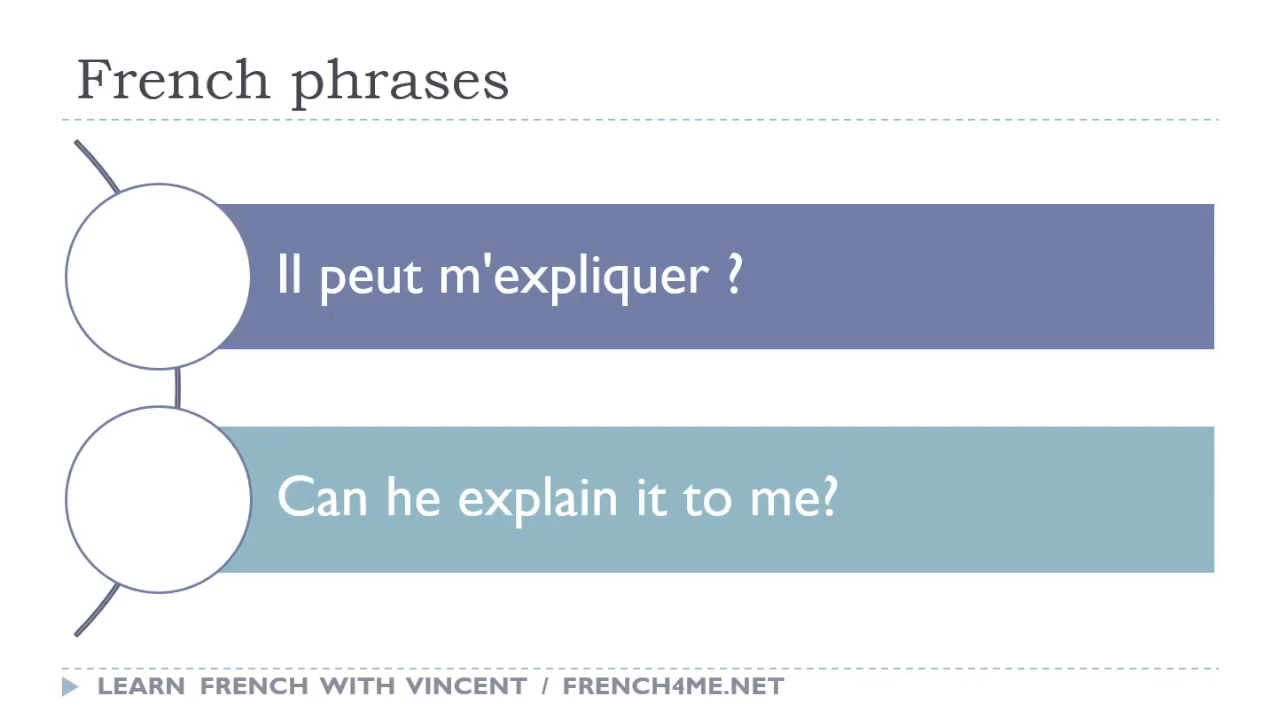 French phrases
Il peut m'expliquer ?
Can he explain it to me?
LEARN FRENCH WITH VINCENT / FRENCH4ME.NET